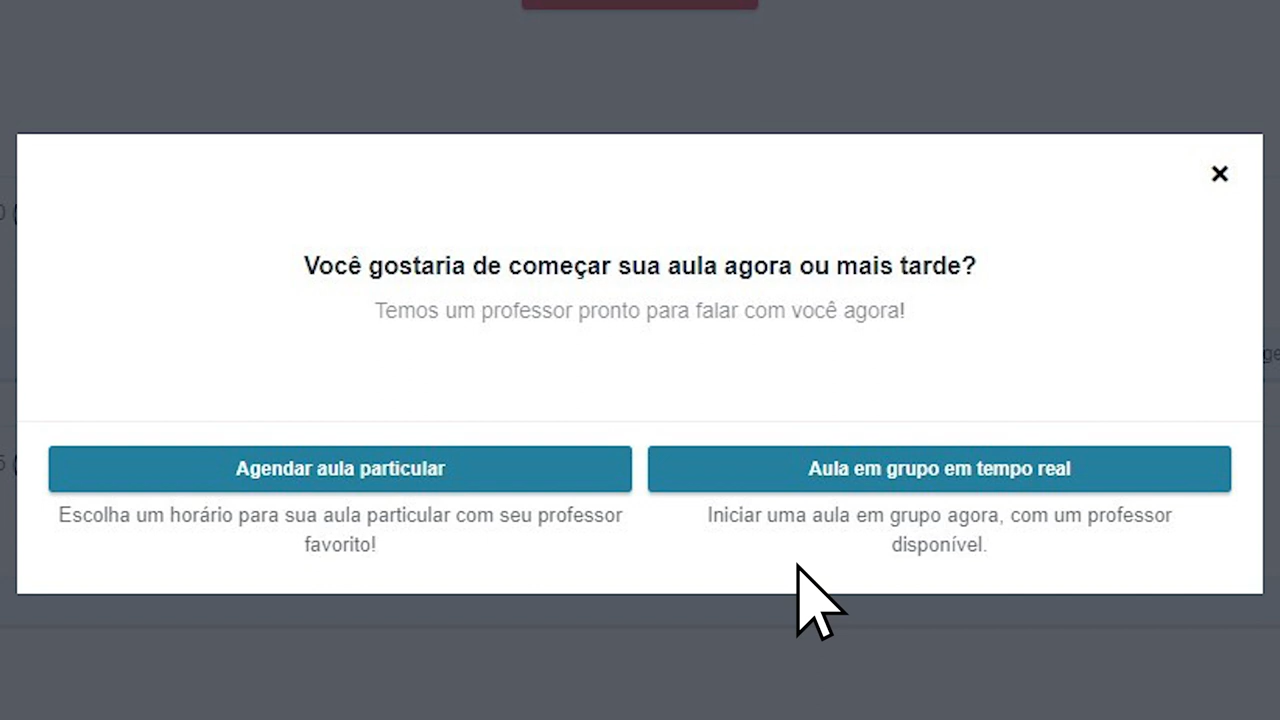 Você gostaria de começar sua aula agora ou mais tarde?
Temos um professor pronto para falar com você agora!
Agendar aula particular
Escolha um horário para sua aula particular com seu professor
favorito!
Aula em grupo em tempo real
Iniciar uma aula em grupo agora, com um professor
disponível.